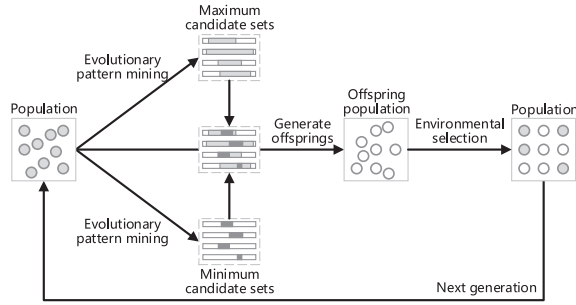 Maximum
candidate sets
Evolutionary
pattern mining
Population
Generate
offsprings
Offspring
population
Environmental
selection
Population
Evolutionary
pattern mining
Minimum
candidate sets
Next generation